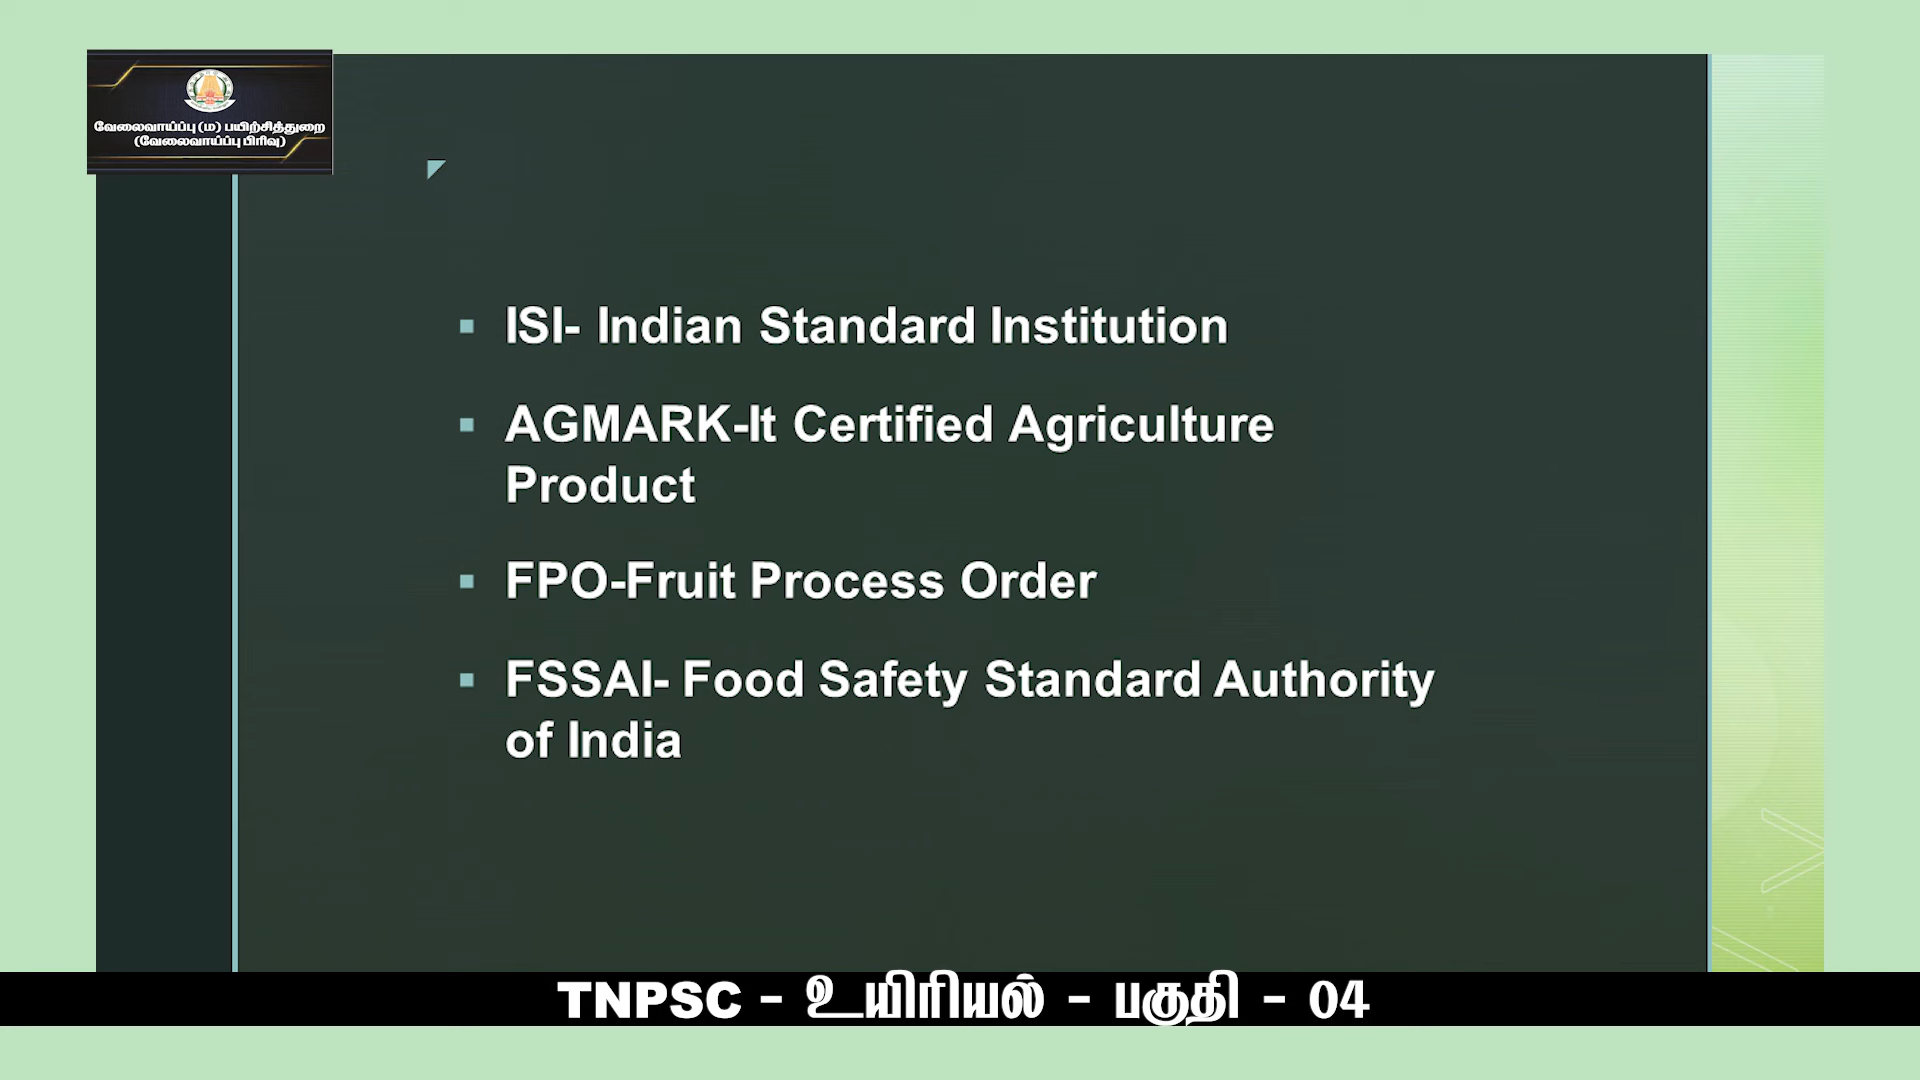 வேலைவாய்ப்பு (ம) பயிற்சித்துறை
(வேலைவாய்ப்பு பிரிவு)
ISI- Indian Standard Institution
AGMARK-It Certified Agriculture
Product
FPO-Fruit Process Order
FSSAI- Food Safety Standard Authority
of India
TNPSC - உயிரியல் - பகுதி - 04